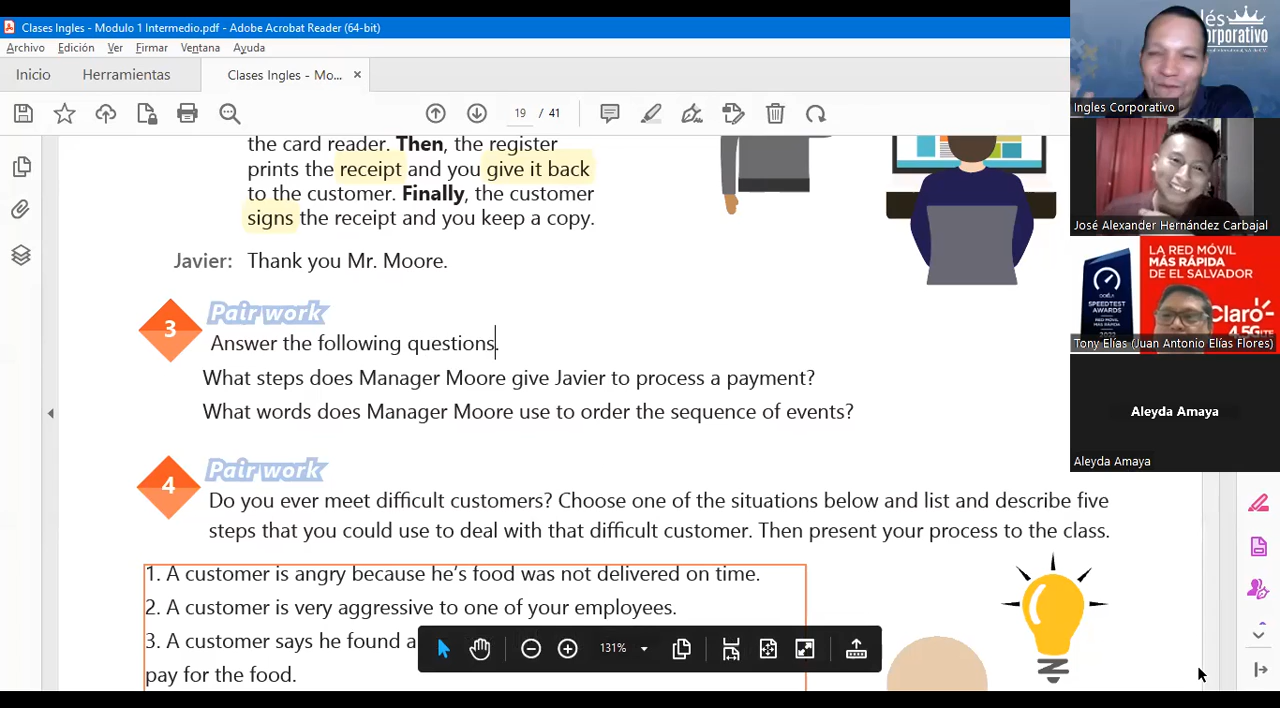 Clases Ingles - Modulo 1 Intermedio.pdf - Adobe Acrobat Reader (64-bit)
Archivo Edición Ver Firmar Ventana Ayuda
Inicio Herramientas Clases Ingles - Mo... ×
19 / 41
the card reader. Then, the register
prints the receipt and you give it back
to the customer. Finally, the customer
signs the receipt and you keep a copy.
Javier: Thank you Mr. Moore.
3 Pair work
Answer the following questions.
What steps does Manager Moore give Javier to process a payment?
What words does Manager Moore use to order the sequence of events?
4 Pair work
Do you ever meet difficult customers? Choose one of the situations below and list and describe five
steps that you could use to deal with that difficult customer. Then present your process to the class.
1. A customer is angry because he's food was not delivered on time.
2. A customer is very aggressive to one of your employees.
3. A customer says he found a
pay for the food.
131%
Corporativo
Ingles Corporativo
José Alexander Hernández Carbajal
LA RED MÓVIL
MÁS RÁPIDA
DE EL SALVADOR
SPEEDTEST
AWARDS
Claro
4.5G
Tony Elías (Juan Antonio Elías Flores)
Aleyda Amaya
Aleyda Amaya